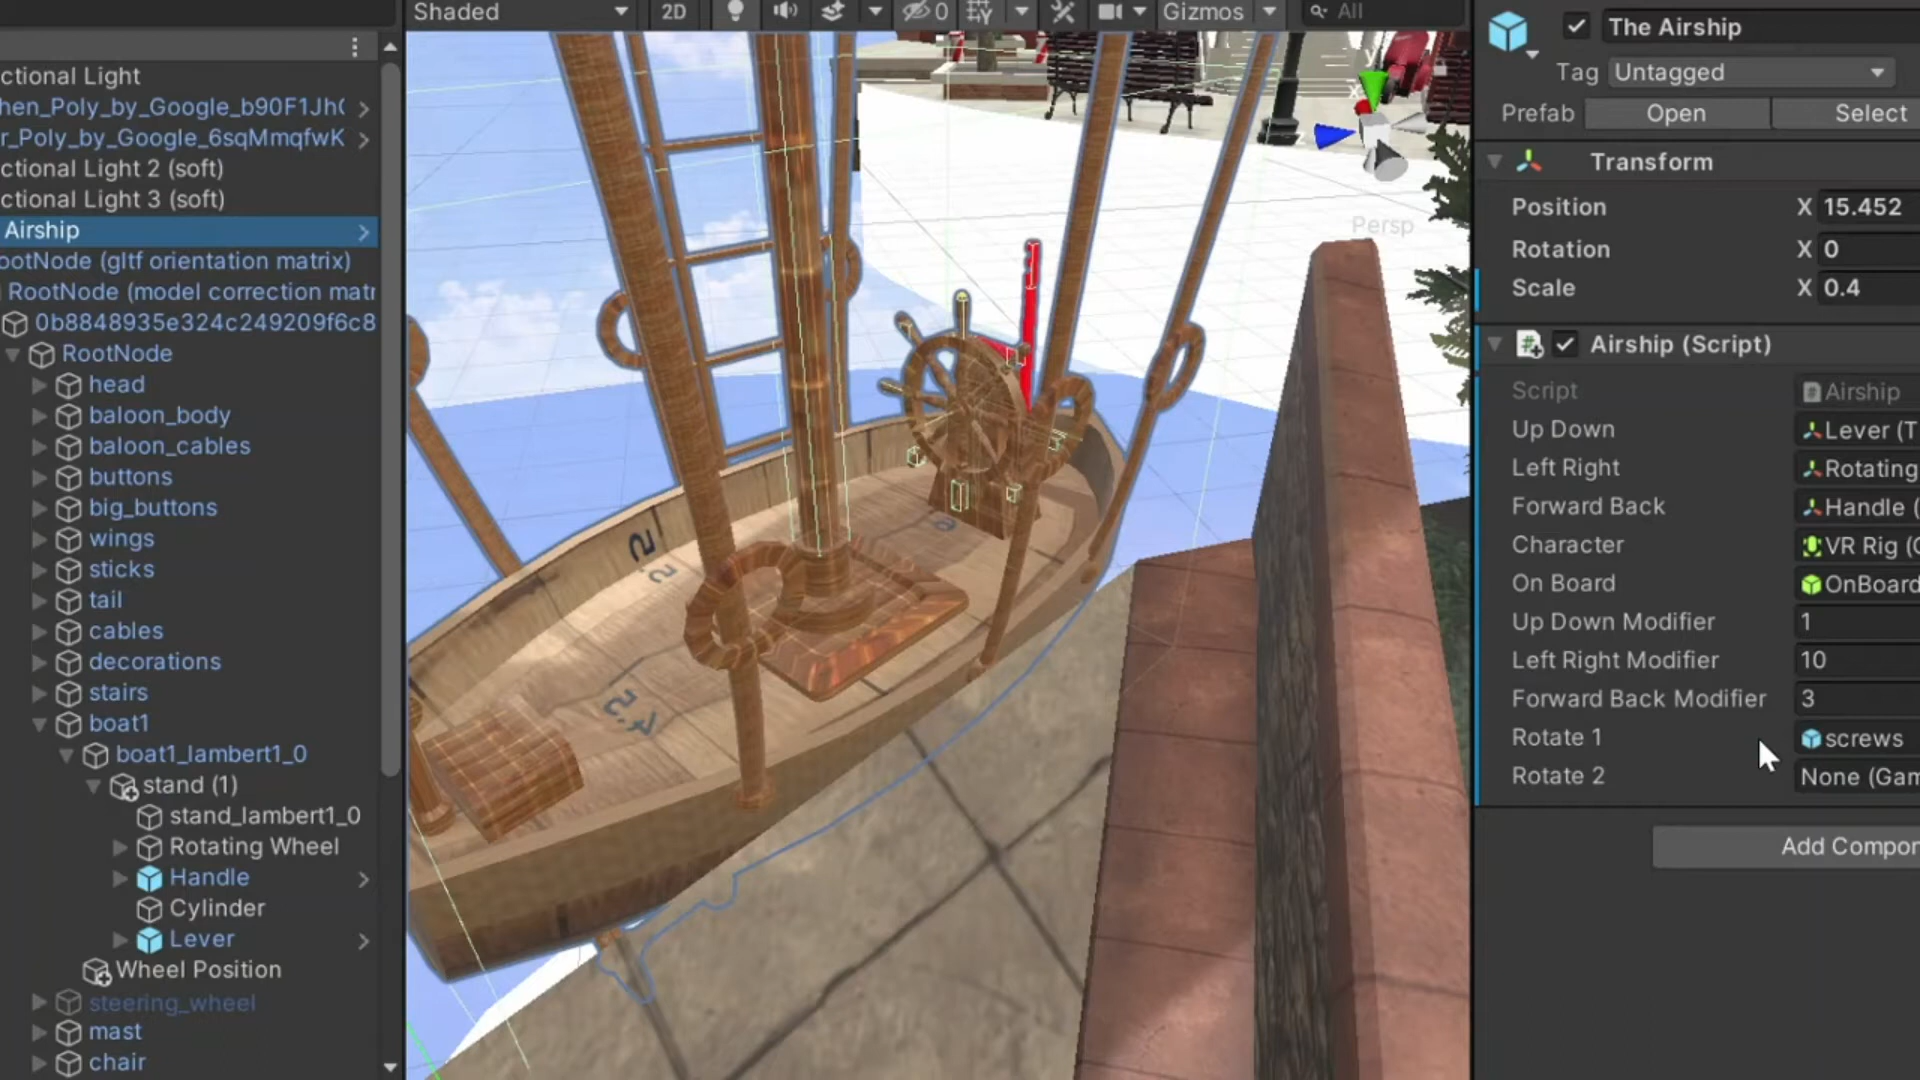 Shaded
2D
0
Gizmos
All
ctional Light
hen_Poly_by_Google_b90F1Jh(
r_Poly_by_Google_6sqMmqfwK
ctional Light 2 (soft)
ctional Light 3 (soft)
Airship
ootNode (gltf orientation matrix)
RootNode (model correction matr
0b8848935e324c249209f6c8
RootNode
head
baloon_body
baloon_cables
buttons
big_buttons
wings
sticks
tail
cables
decorations
stairs
boat1
boat1_lambert1_0
stand (1)
stand_lambert1_0
Rotating Wheel
Handle
Cylinder
Lever
Wheel Position
steering_wheel
mast
chair
y
x
Persp
The Airship
Tag Untagged
Prefab Open Select
Transform
Position X 15.452
Rotation X 0
Scale X 0.4
Airship (Script)
Script Airship
Up Down Lever (T
Left Right Rotating
Forward Back Handle (
Character VR Rig (C
On Board OnBoard
Up Down Modifier 1
Left Right Modifier 10
Forward Back Modifier 3
Rotate 1 screws
Rotate 2 None (Gam
Add Compon